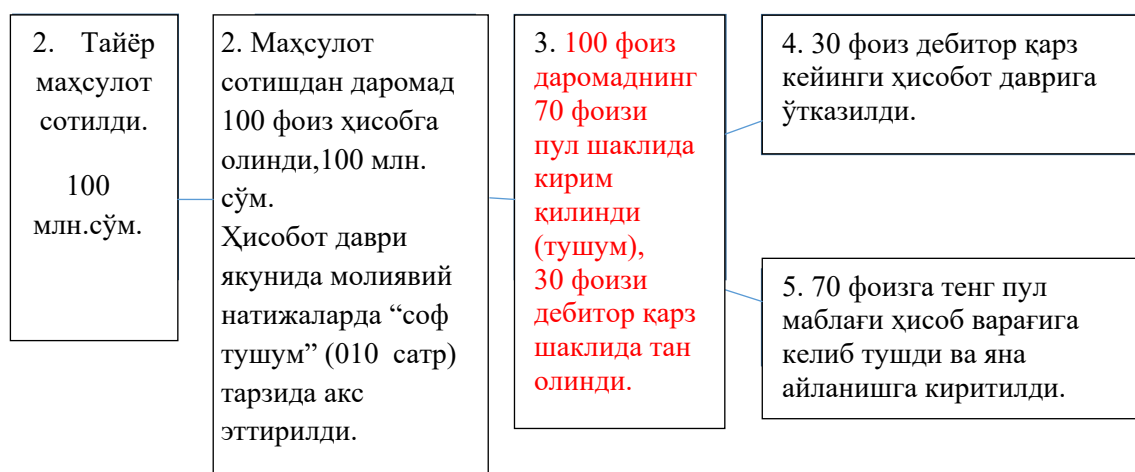 2. Тайёр
маҳсулот
сотилди.
100
млн.сўм.
2. Маҳсулот
сотишдан даромад
100 фоиз ҳисобга
олинди,100 млн.
сўм.
Ҳисобот даври
якунида молиявий
натижаларда “соф
тушум” (010 сатр)
тарзида акс
эттирилди.
3. 100 фоиз
даромаднинг
70 фоизи
пул шаклида
кирим
қилинди
(тушум),
30 фоизи
дебитор қарз
шаклида тан
олинди.
4. 30 фоиз дебитор қарз
кейинги ҳисобот даврига
ўтказилди.
5. 70 фоизга тенг пул
маблағи ҳисоб варағига
келиб тушди ва яна
айланишга киритилди.